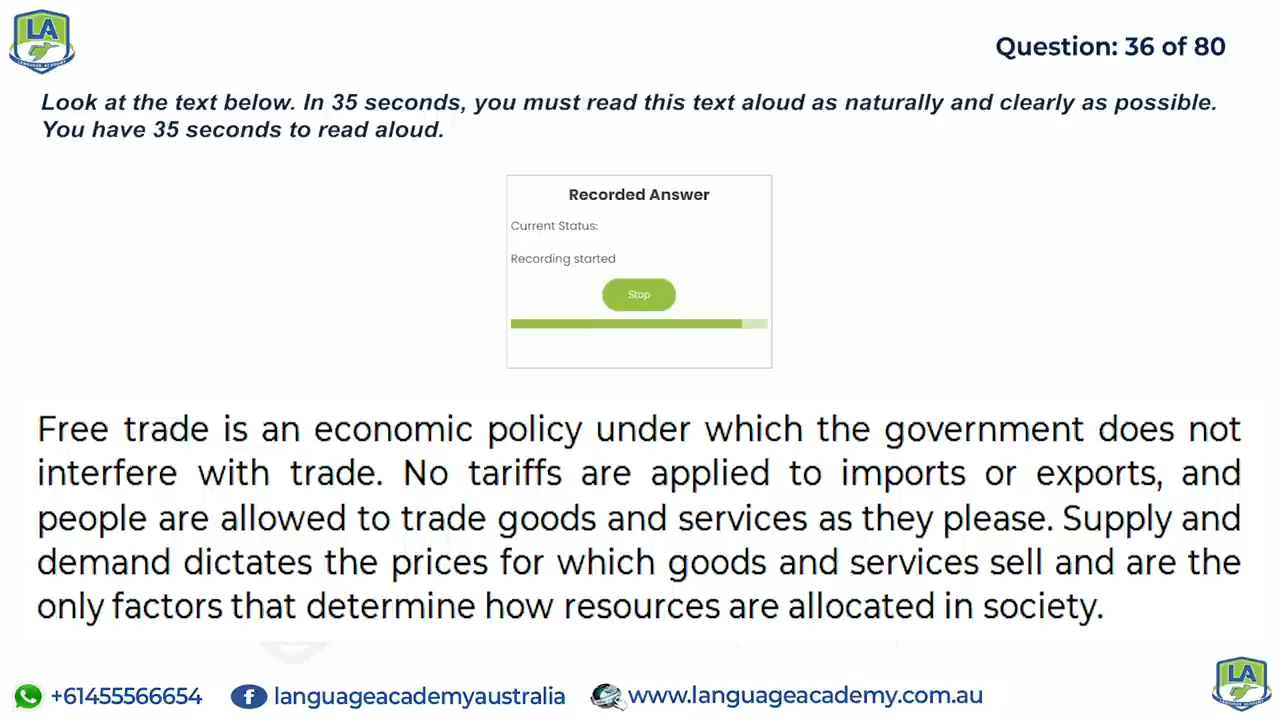 LA
LANGUAGE ACADEMY
Question: 36 of 80
Look at the text below. In 35 seconds, you must read this text aloud as naturally and clearly as possible.
You have 35 seconds to read aloud.
Recorded Answer
Current Status:
Recording started
Stop
Free trade is an economic policy under which the government does not
interfere with trade. No tariffs are applied to imports or exports, and
people are allowed to trade goods and services as they please. Supply and
demand dictates the prices for which goods and services sell and are the
only factors that determine how resources are allocated in society.
+61455566654
languageacademyaustralia
www.languageacademy.com.au
LA
LANGUAGE ACADEMY